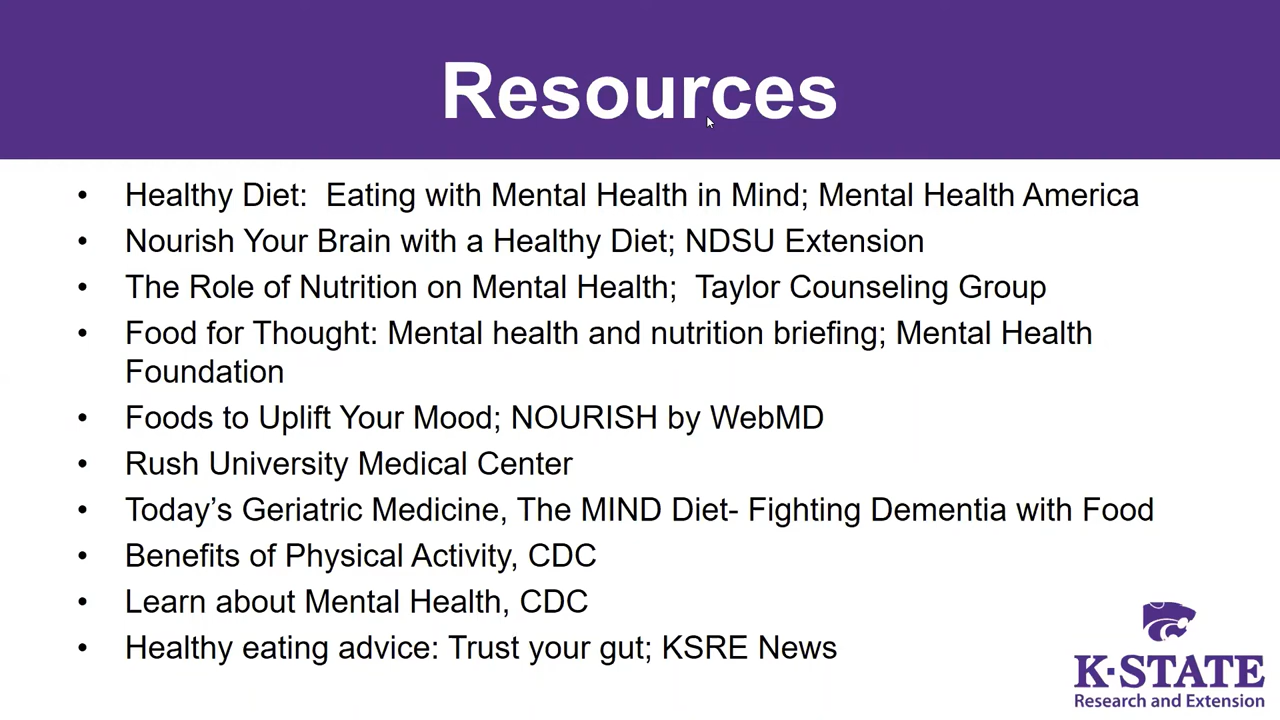 Resources
• Healthy Diet:  Eating with Mental Health in Mind; Mental Health America
• Nourish Your Brain with a Healthy Diet; NDSU Extension
• The Role of Nutrition on Mental Health;  Taylor Counseling Group
• Food for Thought: Mental health and nutrition briefing; Mental Health
Foundation
• Foods to Uplift Your Mood; NOURISH by WebMD
• Rush University Medical Center
• Today’s Geriatric Medicine, The MIND Diet- Fighting Dementia with Food
• Benefits of Physical Activity, CDC
• Learn about Mental Health, CDC
• Healthy eating advice: Trust your gut; KSRE News
K·STATE
Research and Extension